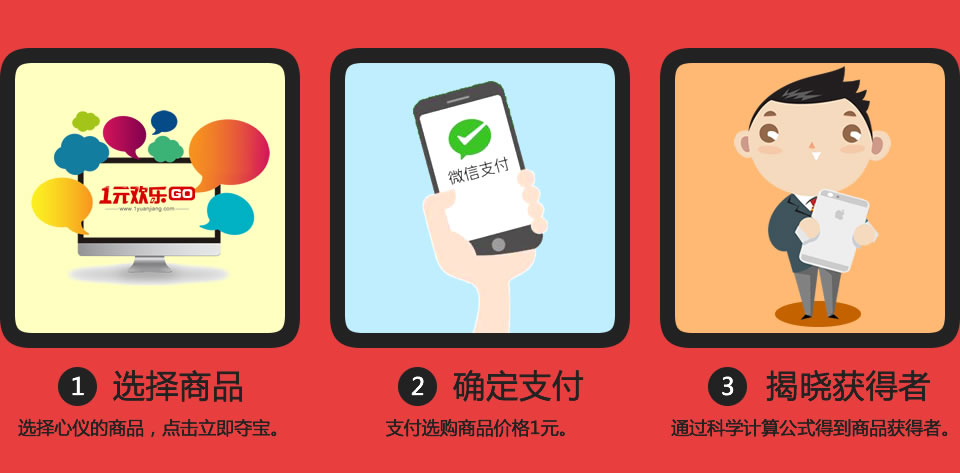 1元欢乐GO
www.1yuanjiang.com
微信支付
1 选择商品
选择心仪的商品，点击立即夺宝。
2 确定支付
支付选购商品价格1元。
3 揭晓获得者
通过科学计算公式得到商品获得者。